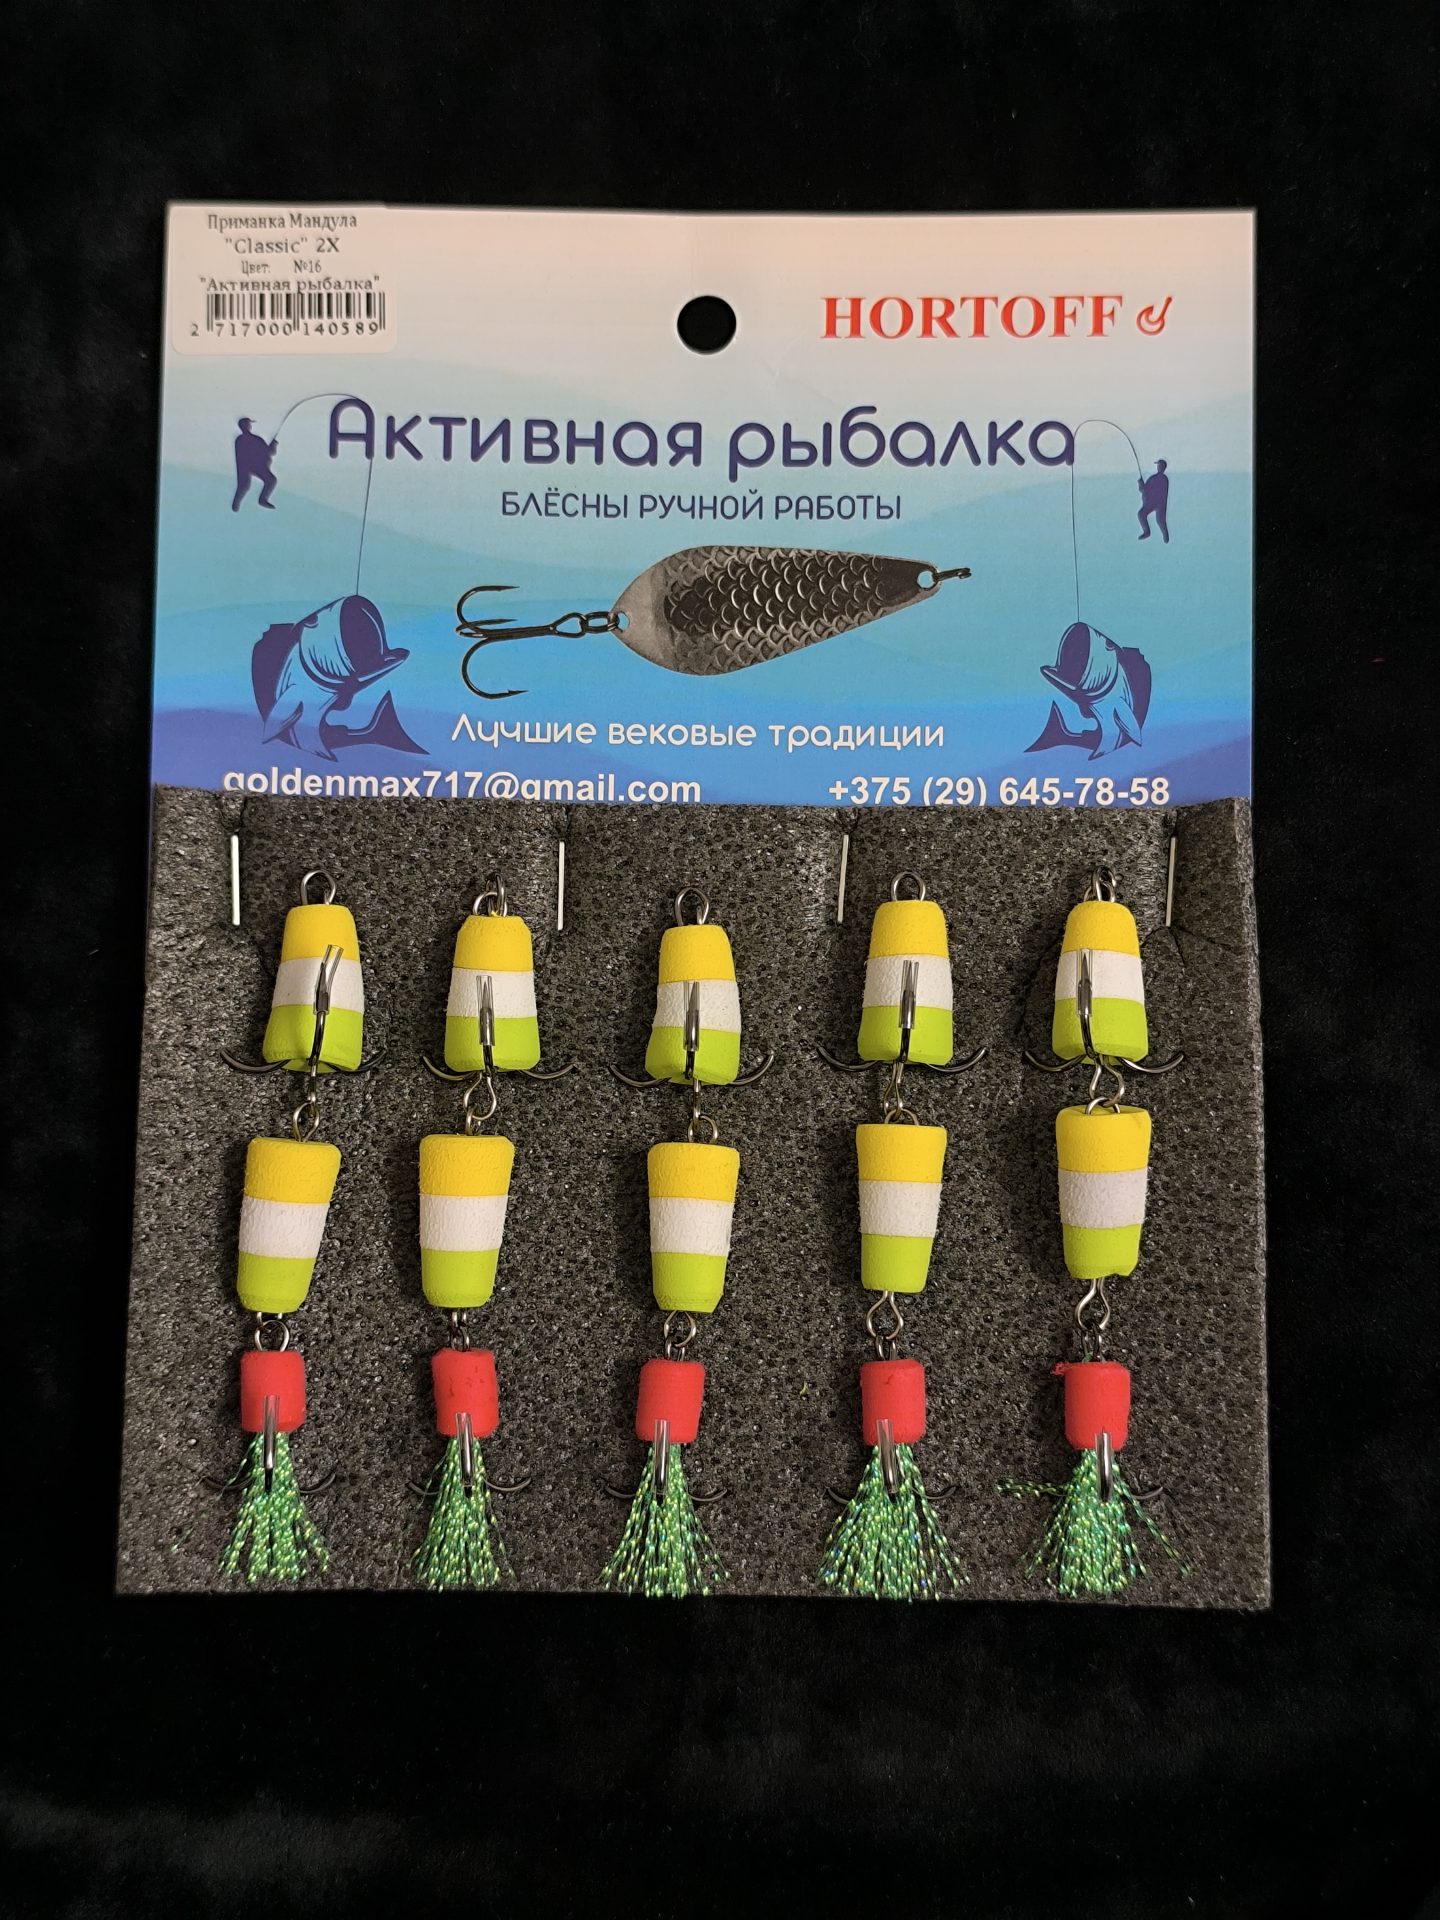 Приманка Мандула
"Classic" 2X
Цвет: №16
"Активная рыбалка"
2 717000 140589
HORTOFF
Активная рыбалка
БЛЁСНЫ РУЧНОЙ РАБОТЫ
Лучшие вековые традиции
goldenmax717@gmail.com +375 (29) 645-78-58